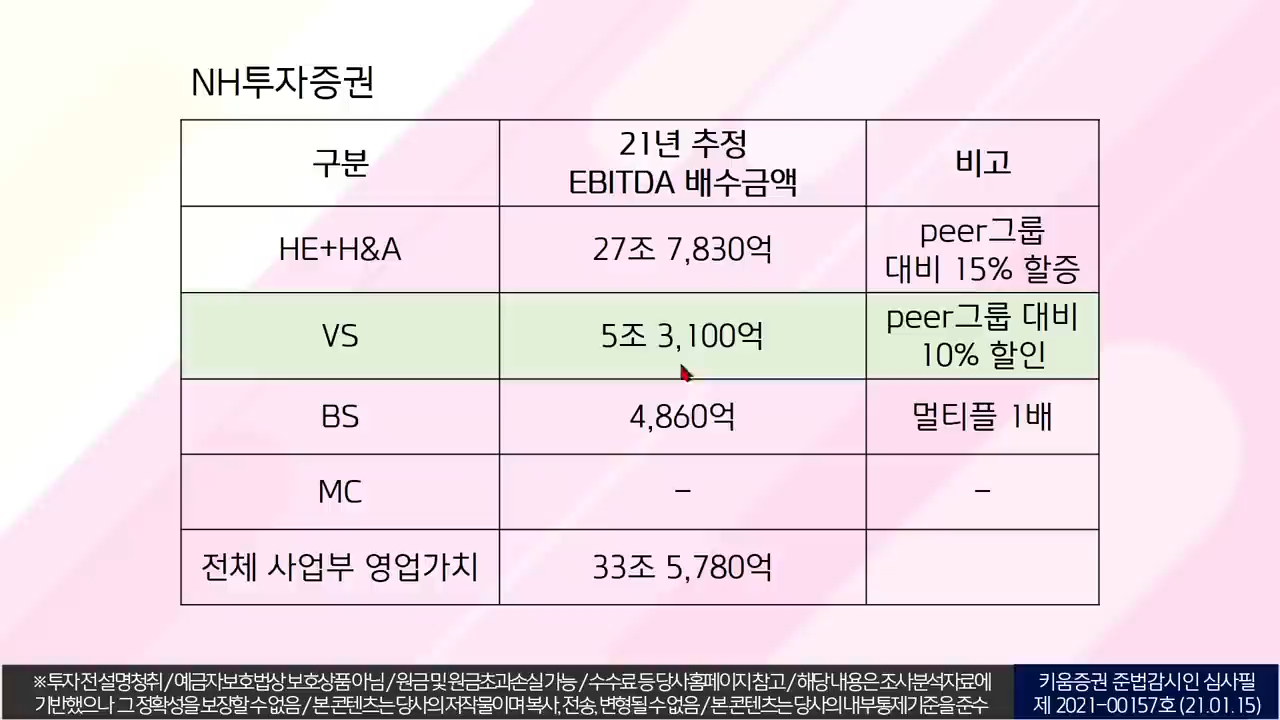 NH투자증권
구분
21년 추정
EBITDA 배수금액
비고
HE+H&A
27조 7,830억
peer그룹
대비 15% 할증
VS
5조 3,100억
peer그룹 대비
10% 할인
BS
4,860억
멀티플 1배
MC
-
-
전체 사업부 영업가치
33조 5,780억
※ 투자 전 설명청취 / 예금자보호법상 보호상품 아님 / 원금 및 원금초과손실 가능 / 수수료 등 당사홈페이지 참고 / 해당 내용은 조사분석자료에
기반했으나 그 정확성을 보장할 수 없음 / 본 콘텐츠는 당사의 저작물이며 복사, 전송, 변형될 수 없음 / 본 콘텐츠는 당사의 내부통제기준을 준수
키움증권 준법감시인 심사필
제 2021-00157호 (21.01.15)